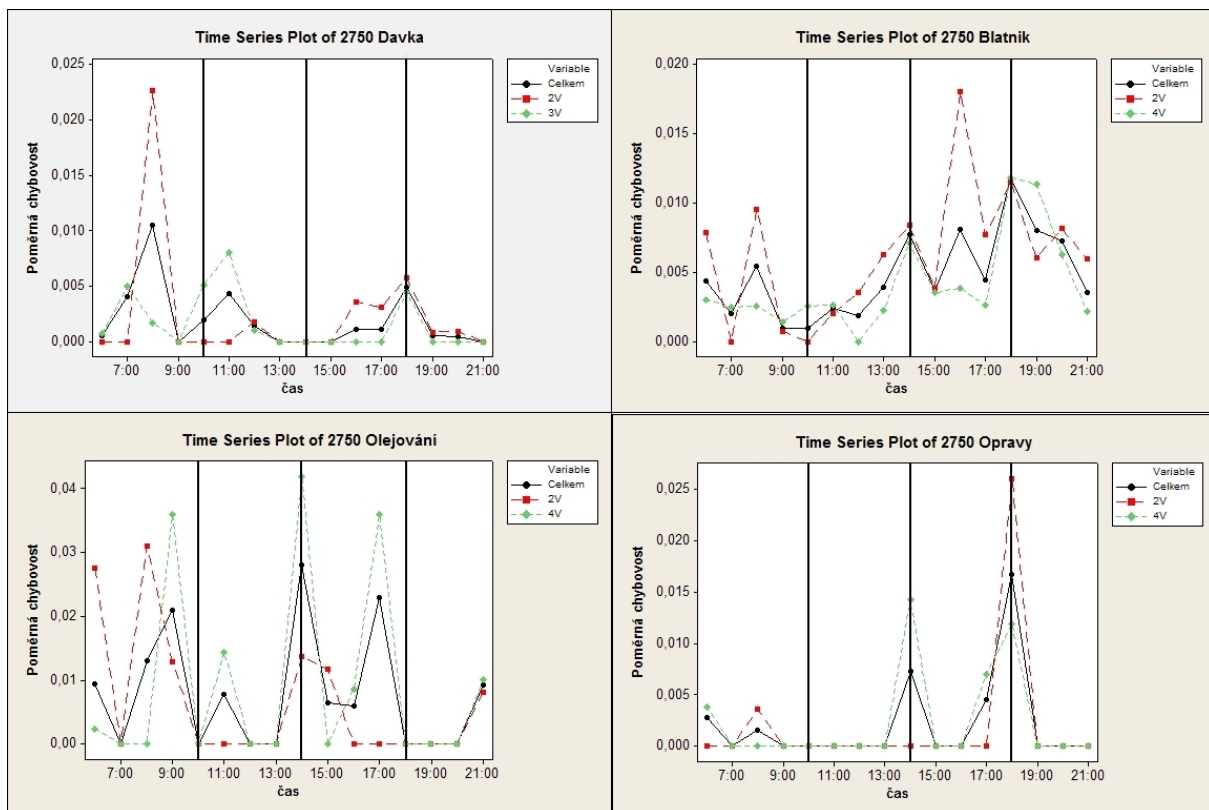 Time Series Plot of 2750 Davka
0,025
0,020
0,015
0,010
0,005
0,000
Poměrná chybovost
7:00 9:00 11:00 13:00 15:00 17:00 19:00 21:00
čas
Variable
Celkem
2V
3V
Time Series Plot of 2750 Blatnik
0,020
0,015
0,010
0,005
0,000
Poměrná chybovost
7:00 9:00 11:00 13:00 15:00 17:00 19:00 21:00
čas
Variable
Celkem
2V
4V
Time Series Plot of 2750 Olejování
0,04
0,03
0,02
0,01
0,00
Poměrná chybovost
7:00 9:00 11:00 13:00 15:00 17:00 19:00 21:00
čas
Variable
Celkem
2V
4V
Time Series Plot of 2750 Opravy
0,025
0,020
0,015
0,010
0,005
0,000
Poměrná chybovost
7:00 9:00 11:00 13:00 15:00 17:00 19:00 21:00
čas
Variable
Celkem
2V
4V